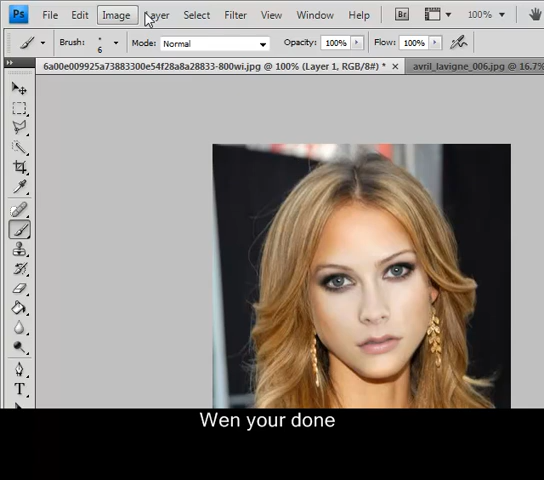 Ps File Edit Image Layer Select Filter View Window Help Br 100%
Brush: 6 Mode: Normal Opacity: 100% Flow: 100%
6a00e009925a73883300e54f28a8a28833-800wi.jpg @ 100% (Layer 1, RGB/8#) * avril_lavigne_006.jpg @ 16.7%
T
Wen your done